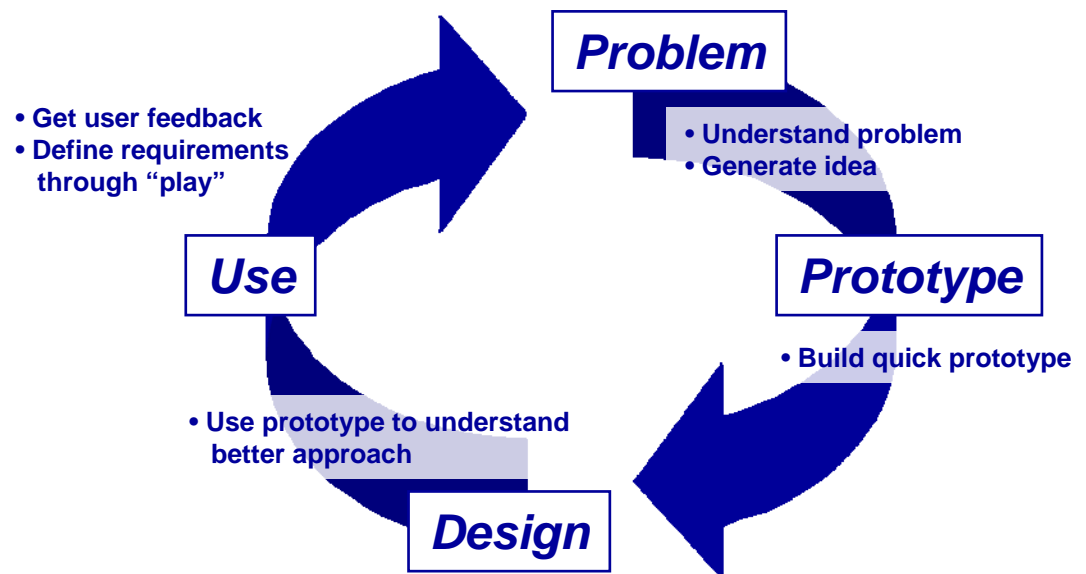 Problem
• Understand problem
• Generate idea
Prototype
• Build quick prototype
Design
• Use prototype to understand
better approach
Use
• Get user feedback
• Define requirements
through “play”